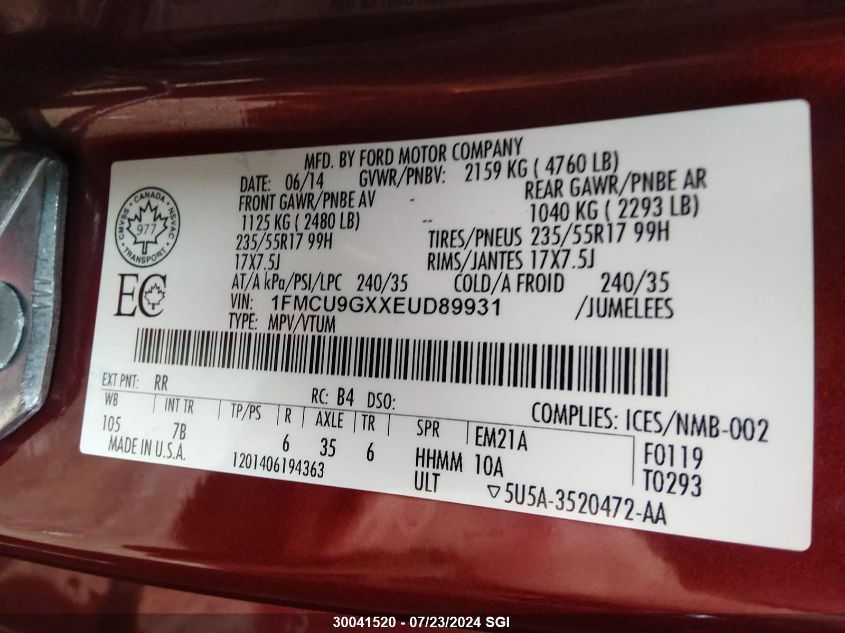 MFD. BY FORD MOTOR COMPANY
DATE: 06/14 GVWR/PNBV: 2159 KG ( 4760 LB)
FRONT GAWR/PNBE AV REAR GAWR/PNBE AR
1125 KG ( 2480 LB) -- 1040 KG ( 2293 LB)
235/55R17 99H TIRES/PNEUS 235/55R17 99H
17X7.5J RIMS/JANTES 17X7.5J
AT/A kPa/PSI/LPC 240/35 COLD/A FROID 240/35
VIN: 1FMCU9GXXEUD89931 /JUMELEES
TYPE: MPV/VTUM
CANADA
CMVSS NSVAC
977
TRANSPORT
EC
EXT PNT: RR RC: B4 DSO:
COMPLIES: ICES/NMB-002
WB INT TR TP/PS R AXLE TR SPR EM21A F0119
105 7B 6 35 6 HHMM 10A T0293
MADE IN U.S.A. 1201406194363 ULT 5U5A-3520472-AA
30041520 - 07/23/2024 SGI